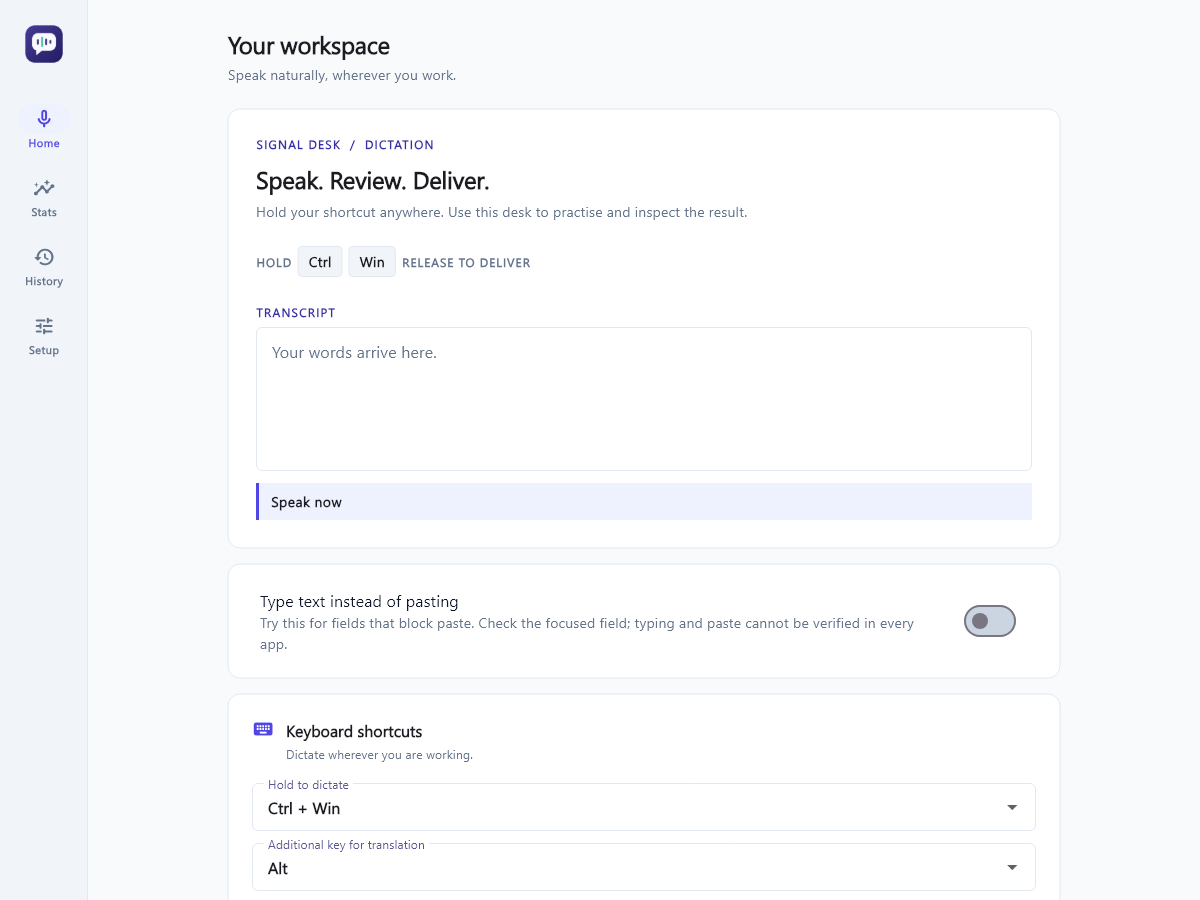 Your workspace
Speak naturally, wherever you work.
Home
Stats
History
Setup
SIGNAL DESK / DICTATION
Speak. Review. Deliver.
Hold your shortcut anywhere. Use this desk to practise and inspect the result.
HOLD Ctrl Win RELEASE TO DELIVER
TRANSCRIPT
Your words arrive here.
Speak now
Type text instead of pasting
Try this for fields that block paste. Check the focused field; typing and paste cannot be verified in every
app.
Keyboard shortcuts
Dictate wherever you are working.
Hold to dictate
Ctrl + Win
Additional key for translation
Alt